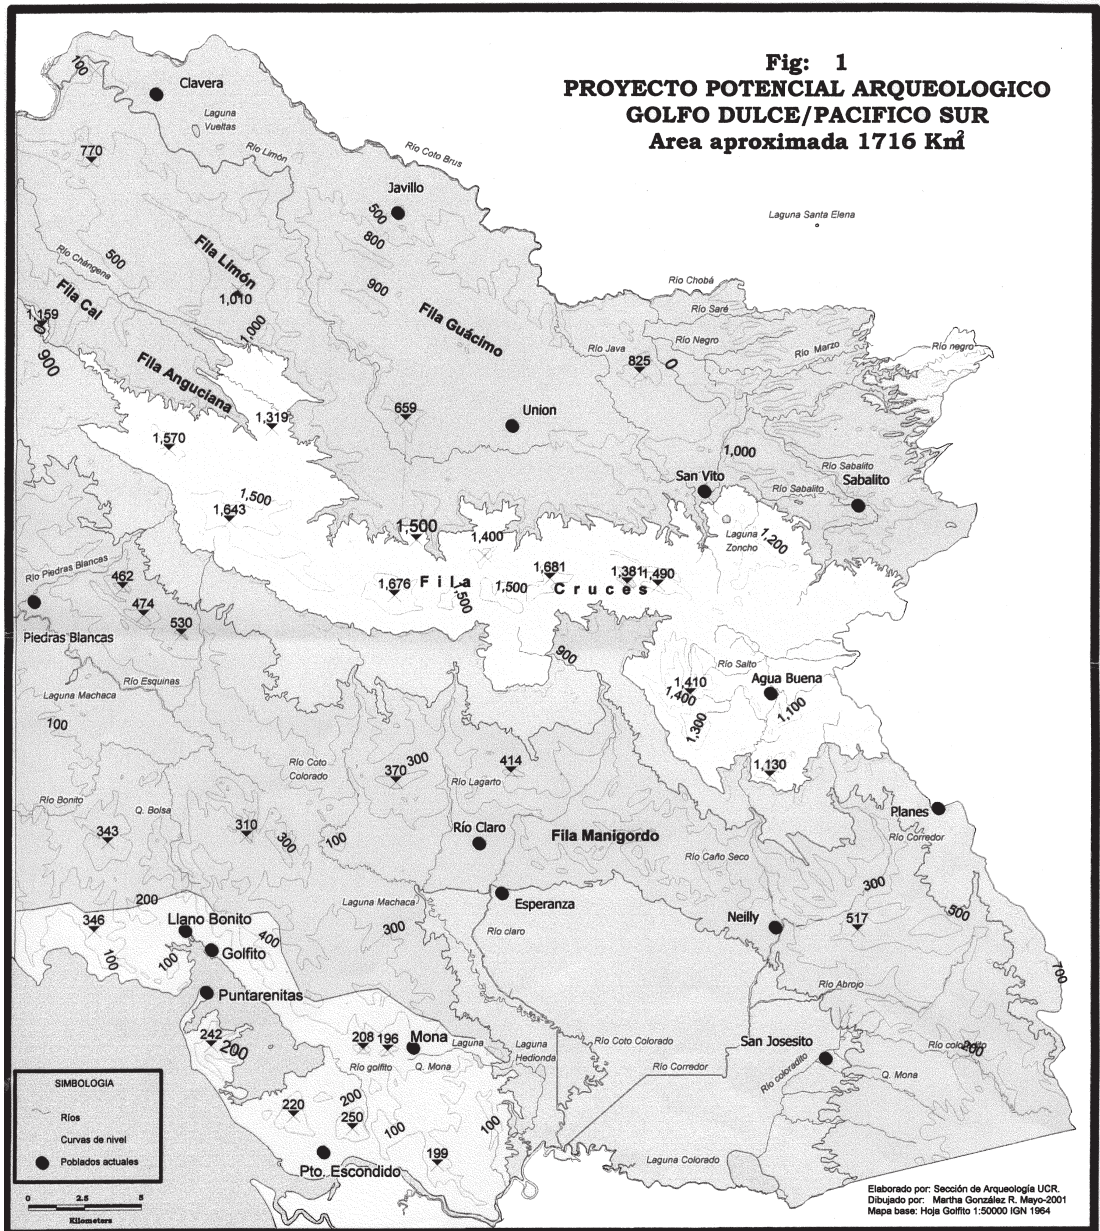 Fig: 1
PROYECTO POTENCIAL ARQUEOLOGICO
GOLFO DULCE/PACIFICO SUR
Area aproximada 1716 Km2
100
Clavera
Laguna
Vueltas
Río Limón
Río Coto Brus
770
Javillo
500
800
Laguna Santa Elena
Fila Limón
500
Río Chángena
900
Río Chobá
Fila Cal
1,010
1,159
0
1,000
Fila Guácimo
Río Saré
Río Negro
Río Java
Río Marzo
Río negro
900
825
0
Fila Anguciana
1,319
659
Union
1,570
1,000
Río Sabalito
San Vito
Sabalito
Río Sabalito
1,500
1,643
1,500
1,400
Laguna
Zoncho
1,200
Río Piedras Blancas
462
1,676
Fila
1,500
1,500
1,681
Cruces
1,381
1,490
474
530
Piedras Blancas
900
Río Salto
Río Esquinas
Laguna Machaca
1,410
1,400
Agua Buena
1,100
100
1,300
Río Coto
Colorado
370
300
414
Río Lagarto
1,130
Río Bonito
Q. Bolsa
343
310
300
100
Río Claro
Fila Manigordo
Planes
Río Corredor
Río Caño Seco
300
200
Laguna Machaca
Esperanza
500
346
Llano Bonito
400
300
Río claro
Neilly
517
100
100
Golfito
700
Puntarenitas
Río Abrojo
242
200
208
196
Mona
Laguna
Laguna
Hedionda
Río Coto Colorado
San Josesito
Río coloradito
200
Río golfito
Q. Mona
Río Corredor
Río coloradito
Q. Mona
220
200
250
100
100
199
Pto. Escondido
Laguna Colorado
SIMBOLOGIA
Ríos
Curvas de nivel
Poblados actuales
0 2.5 5
Kilometers
Elaborado por: Sección de Arqueología UCR.
Dibujado por: Martha González R. Mayo-2001
Mapa base: Hoja Golfito 1:50000 IGN 1964